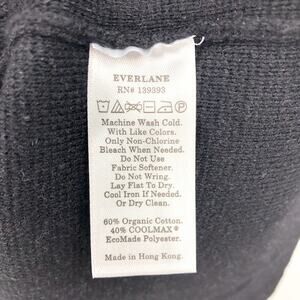 EVERLANE
RN# 139393
Machine Wash Cold.
With Like Colors.
Only Non-Chlorine
Bleach When Needed.
Do Not Use
Fabric Softener.
Do Not Wring.
Lay Flat To Dry.
Cool Iron If Needed.
Or Dry Clean.
60% Organic Cotton.
40% COOLMAX®
EcoMade Polyester.
Made in Hong Kong.